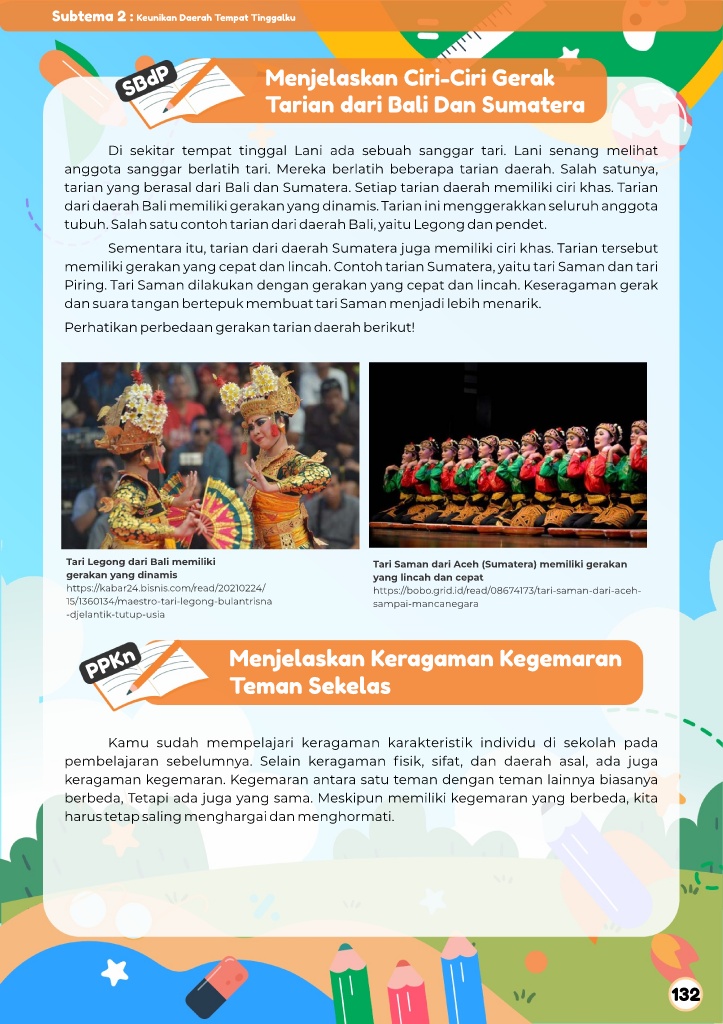 Subtema 2 : Keunikan Daerah Tempat Tinggalku
SBdP
Menjelaskan Ciri-Ciri Gerak
Tarian dari Bali Dan Sumatera
Di sekitar tempat tinggal Lani ada sebuah sanggar tari. Lani senang melihat
anggota sanggar berlatih tari. Mereka berlatih beberapa tarian daerah. Salah satunya,
tarian yang berasal dari Bali dan Sumatera. Setiap tarian daerah memiliki ciri khas. Tarian
dari daerah Bali memiliki gerakan yang dinamis. Tarian ini menggerakkan seluruh anggota
tubuh. Salah satu contoh tarian dari daerah Bali, yaitu Legong dan pendet.
Sementara itu, tarian dari daerah Sumatera juga memiliki ciri khas. Tarian tersebut
memiliki gerakan yang cepat dan lincah. Contoh tarian Sumatera, yaitu tari Saman dan tari
Piring. Tari Saman dilakukan dengan gerakan yang cepat dan lincah. Keseragaman gerak
dan suara tangan bertepuk membuat tari Saman menjadi lebih menarik.
Perhatikan perbedaan gerakan tarian daerah berikut!
Tari Legong dari Bali memiliki
gerakan yang dinamis
https://kabar24.bisnis.com/read/20210224/
15/1360134/maestro-tari-legong-bulantrisna
-djelantik-tutup-usia
Tari Saman dari Aceh (Sumatera) memiliki gerakan
yang lincah dan cepat
https://bobo.grid.id/read/08674173/tari-saman-dari-aceh-
sampai-mancanegara
PPKn
Menjelaskan Keragaman Kegemaran
Teman Sekelas
Kamu sudah mempelajari keragaman karakteristik individu di sekolah pada
pembelajaran sebelumnya. Selain keragaman fisik, sifat, dan daerah asal, ada juga
keragaman kegemaran. Kegemaran antara satu teman dengan teman lainnya biasanya
berbeda, Tetapi ada juga yang sama. Meskipun memiliki kegemaran yang berbeda, kita
harus tetap saling menghargai dan menghormati.
132